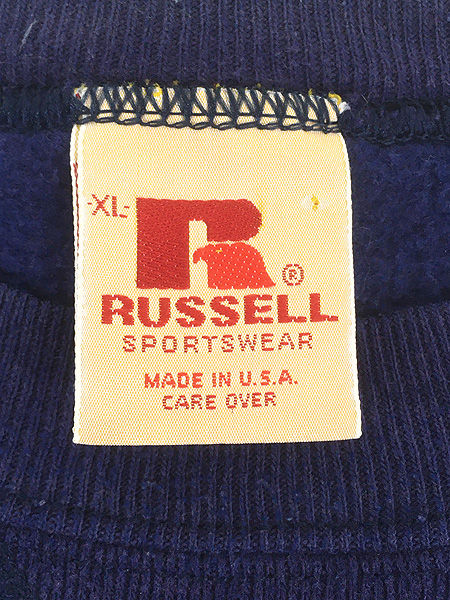 -XL-
R
®
RUSSELL
SPORTSWEAR
MADE IN U.S.A.
CARE OVER